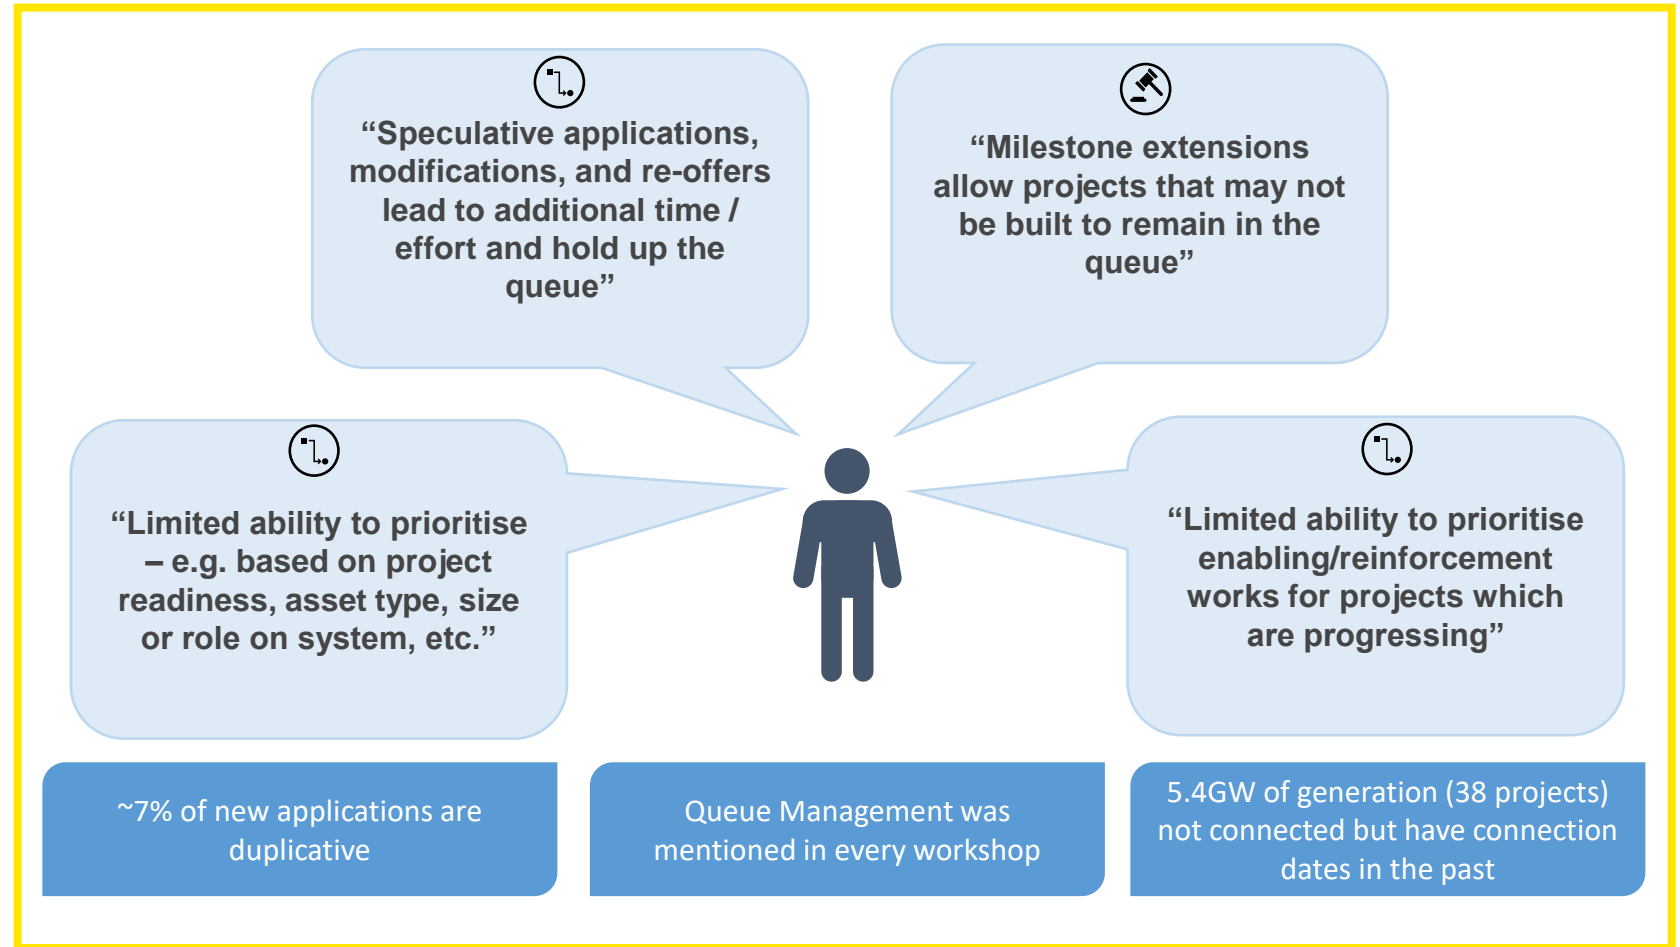 “Speculative applications,
modifications, and re-offers
lead to additional time /
effort and hold up the
queue”
“Milestone extensions
allow projects that may not
be built to remain in the
queue”
“Limited ability to prioritise
– e.g. based on project
readiness, asset type, size
or role on system, etc.”
“Limited ability to prioritise
enabling/reinforcement
works for projects which
are progressing”
~7% of new applications are
duplicative
Queue Management was
mentioned in every workshop
5.4GW of generation (38 projects)
not connected but have connection
dates in the past